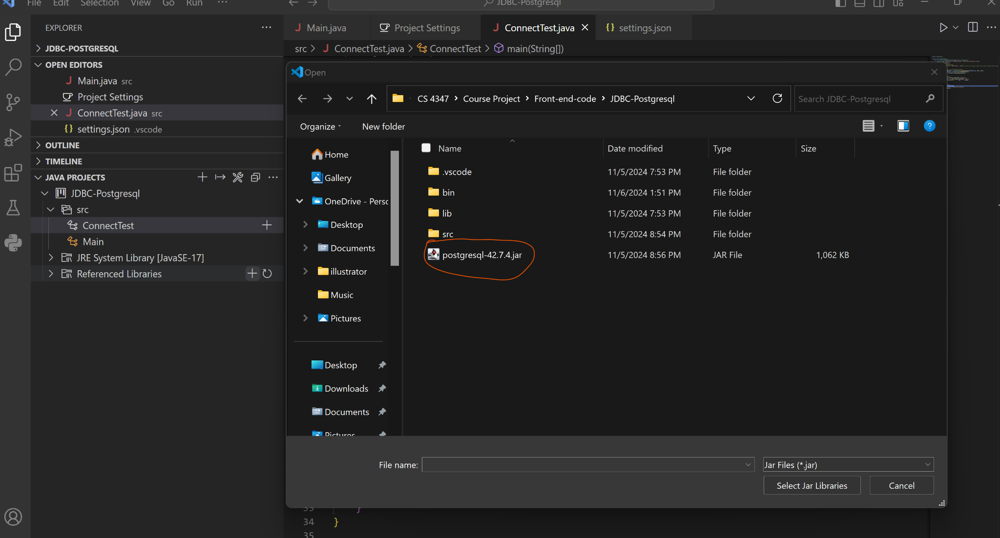 File Edit Selection View Go Run ...
JDBC-Postgresql
EXPLORER ...
JDBC-POSTGRESQL
OPEN EDITORS
J Main.java src
Project Settings
J ConnectTest.java src
{} settings.json .vscode
OUTLINE
TIMELINE
JAVA PROJECTS
JDBC-Postgresql
src
ConnectTest
Main
JRE System Library [JavaSE-17]
Referenced Libraries
J Main.java Project Settings J ConnectTest.java {} settings.json
src > J ConnectTest.java > ConnectTest > main(String[])
Open
CS 4347 > Course Project > Front-end-code > JDBC-Postgresql
Search JDBC-Postgresql
Organize New folder
?
Home
Gallery
OneDrive - Perso
Desktop
Documents
illustrator
Music
Pictures
Desktop
Downloads
Documents
Pictures
Name Date modified Type Size
.vscode 11/5/2024 7:53 PM File folder
bin 11/6/2024 1:51 PM File folder
lib 11/5/2024 7:53 PM File folder
src 11/5/2024 8:54 PM File folder
postgresql-42.7.4.jar 11/5/2024 8:56 PM JAR File 1,062 KB
File name: Jar Files (*.jar)
Select Jar Libraries Cancel
33 }
34 }
35